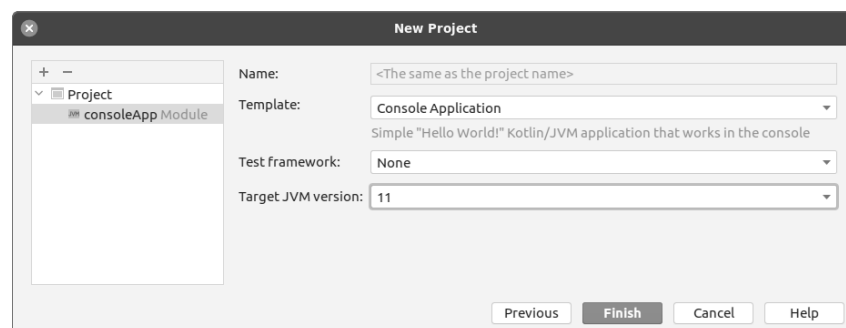 New Project
+ −
Project
JVM consoleApp Module
Name: <The same as the project name>
Template: Console Application
Simple "Hello World!" Kotlin/JVM application that works in the console
Test framework: None
Target JVM version: 11
Previous Finish Cancel Help